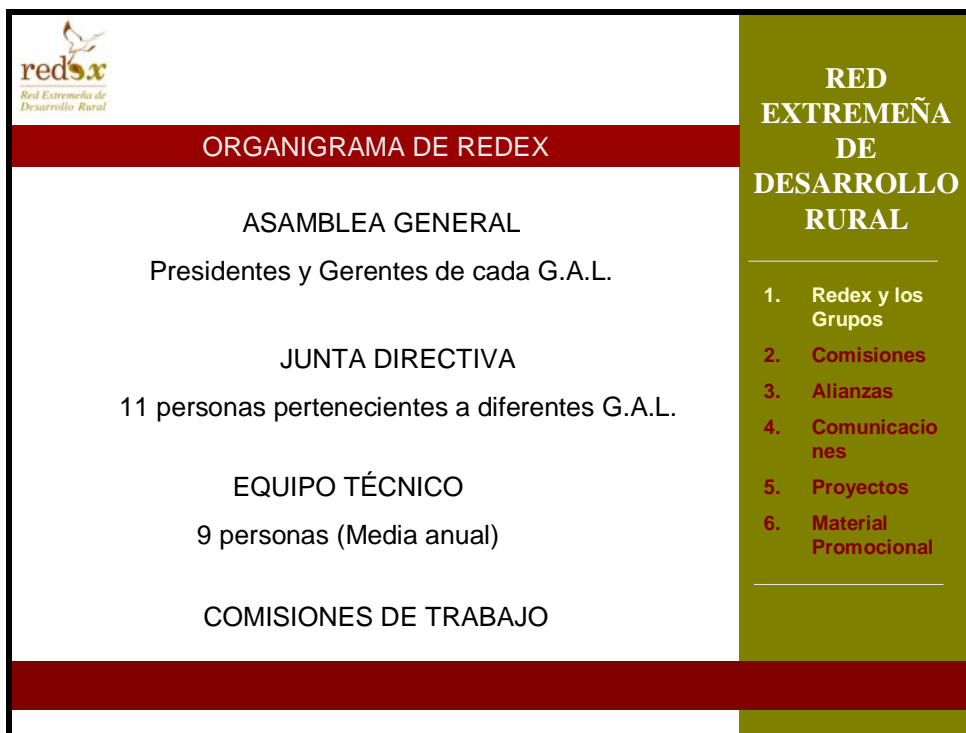 redex
Red Extremeña de
Desarrollo Rural
ORGANIGRAMA DE REDEX
ASAMBLEA GENERAL
Presidentes y Gerentes de cada G.A.L.
JUNTA DIRECTIVA
11 personas pertenecientes a diferentes G.A.L.
EQUIPO TÉCNICO
9 personas (Media anual)
COMISIONES DE TRABAJO
RED
EXTREMEÑA
DE
DESARROLLO
RURAL
1. Redex y los
Grupos
2. Comisiones
3. Alianzas
4. Comunicacio
nes
5. Proyectos
6. Material
Promocional